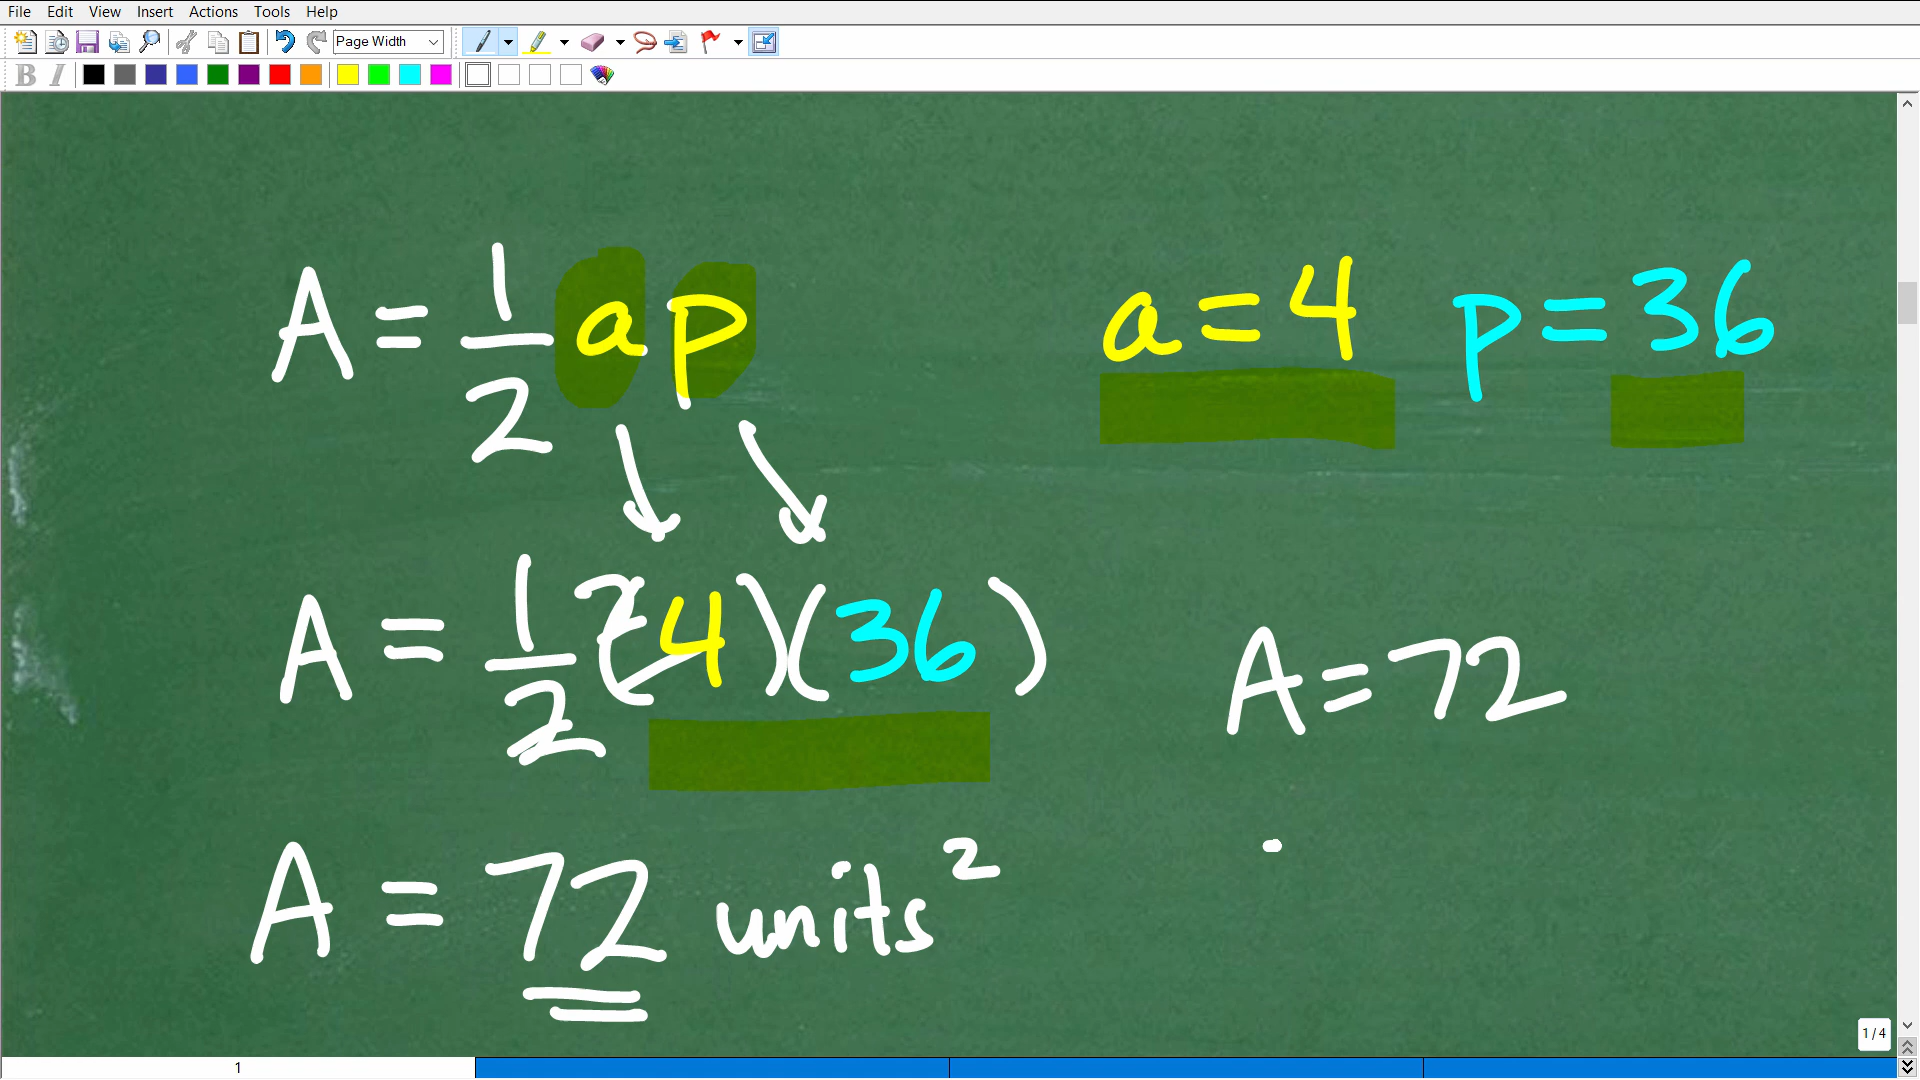 File Edit View Insert Actions Tools Help
Page Width
B I
A = 1/2 a p
a = 4 p = 36
A = 1/2 (4)(36)
2
A = 72
A = 72 units²
1 / 4
1